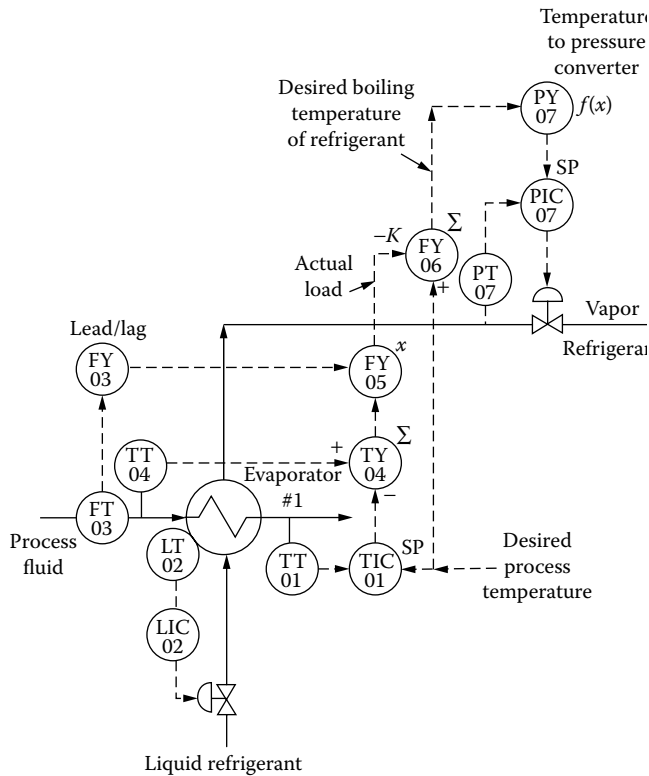 Temperature
to pressure
converter
Desired boiling
temperature
of refrigerant
PY
07
f(x)
SP
PIC
07
–K
Σ
FY
06
+
PT
07
Actual
load
Vapor
Refrigeran
Lead/lag
FY
03
x
FY
05
TT
04
+
Σ
TY
04
–
Evaporator
#1
FT
03
Process
fluid
LT
02
TT
01
TIC
01
SP
Desired
process
temperature
LIC
02
Liquid refrigerant